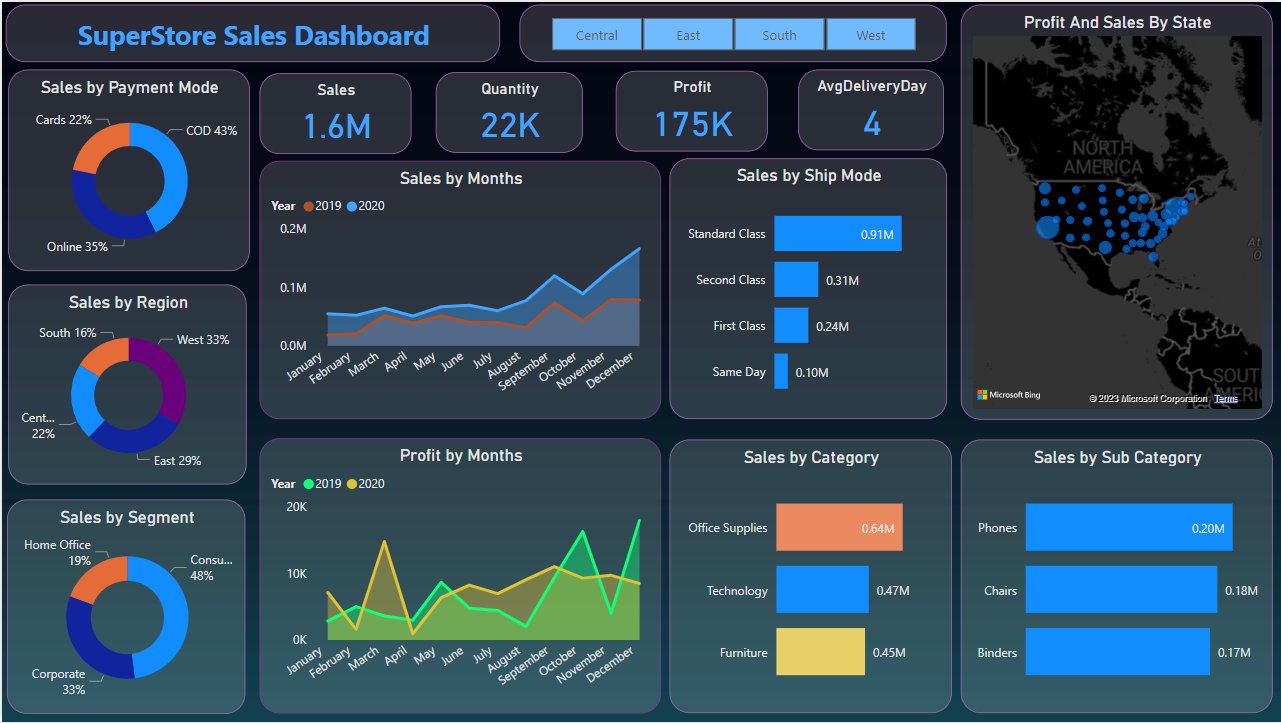 SuperStore Sales Dashboard
Central
East
South
West
Profit And Sales By State
NORTH
AMERICA
At
O
SOUT
AMERIC
Microsoft Bing
© 2023 Microsoft Corporation Terms
Sales by Payment Mode
Cards 22%
COD 43%
Online 35%
Sales
1.6M
Quantity
22K
Profit
175K
AvgDeliveryDay
4
Sales by Months
Year 2019 2020
0.2M
0.1M
0.0M
January
February
March
April
May
June
July
August
September
October
November
December
Sales by Ship Mode
Standard Class 0.91M
Second Class 0.31M
First Class 0.24M
Same Day 0.10M
Sales by Region
South 16%
West 33%
Cent...
22%
East 29%
Sales by Segment
Home Office
19%
Consu...
48%
Corporate
33%
Profit by Months
Year 2019 2020
20K
10K
0K
January
February
March
April
May
June
July
August
September
October
November
December
Sales by Category
Office Supplies 0.64M
Technology 0.47M
Furniture 0.45M
Sales by Sub Category
Phones 0.20M
Chairs 0.18M
Binders 0.17M